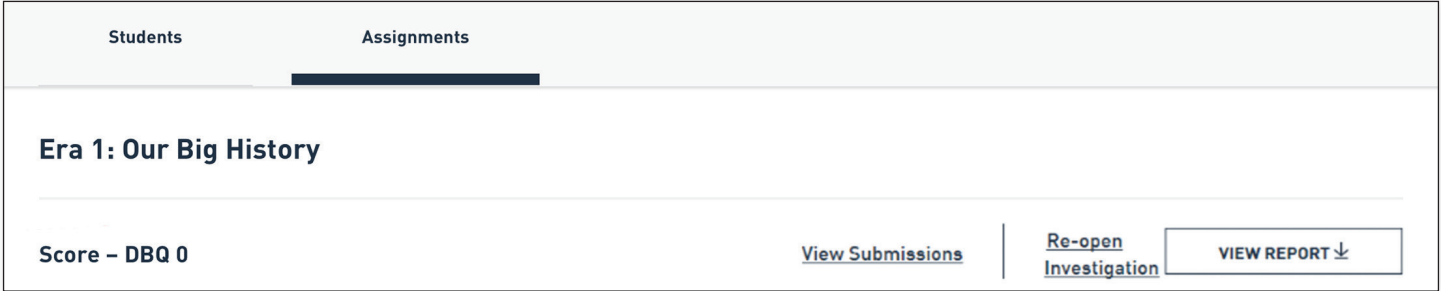 Students Assignments
Era 1: Our Big History
Score – DBQ 0 View Submissions Re-open Investigation VIEW REPORT